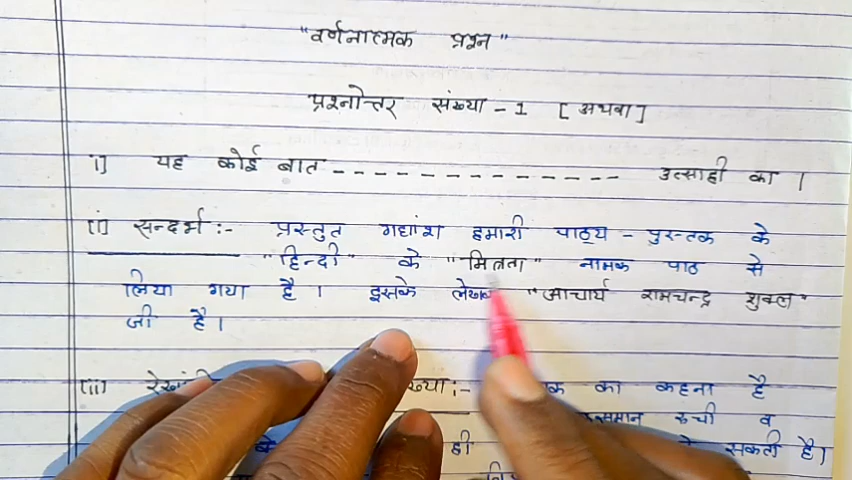 "वर्णनात्मक प्रश्न"
प्रश्नोत्तर संख्या - 1 [अथवा]
i] यह कोई बात - - - - - - - - - - - - - - - उत्साही का ।
(i) सन्दर्भ :- प्रस्तुत गद्यांश हमारी पाठ्य - पुस्तक के
"हिन्दी" के "मित्रता" नामक पाठ से
लिया गया है । इसके "आचार्य रामचन्द्र शुक्ल"
जी है ।
(ii) का कहना है
रुची व
ही सकती है।